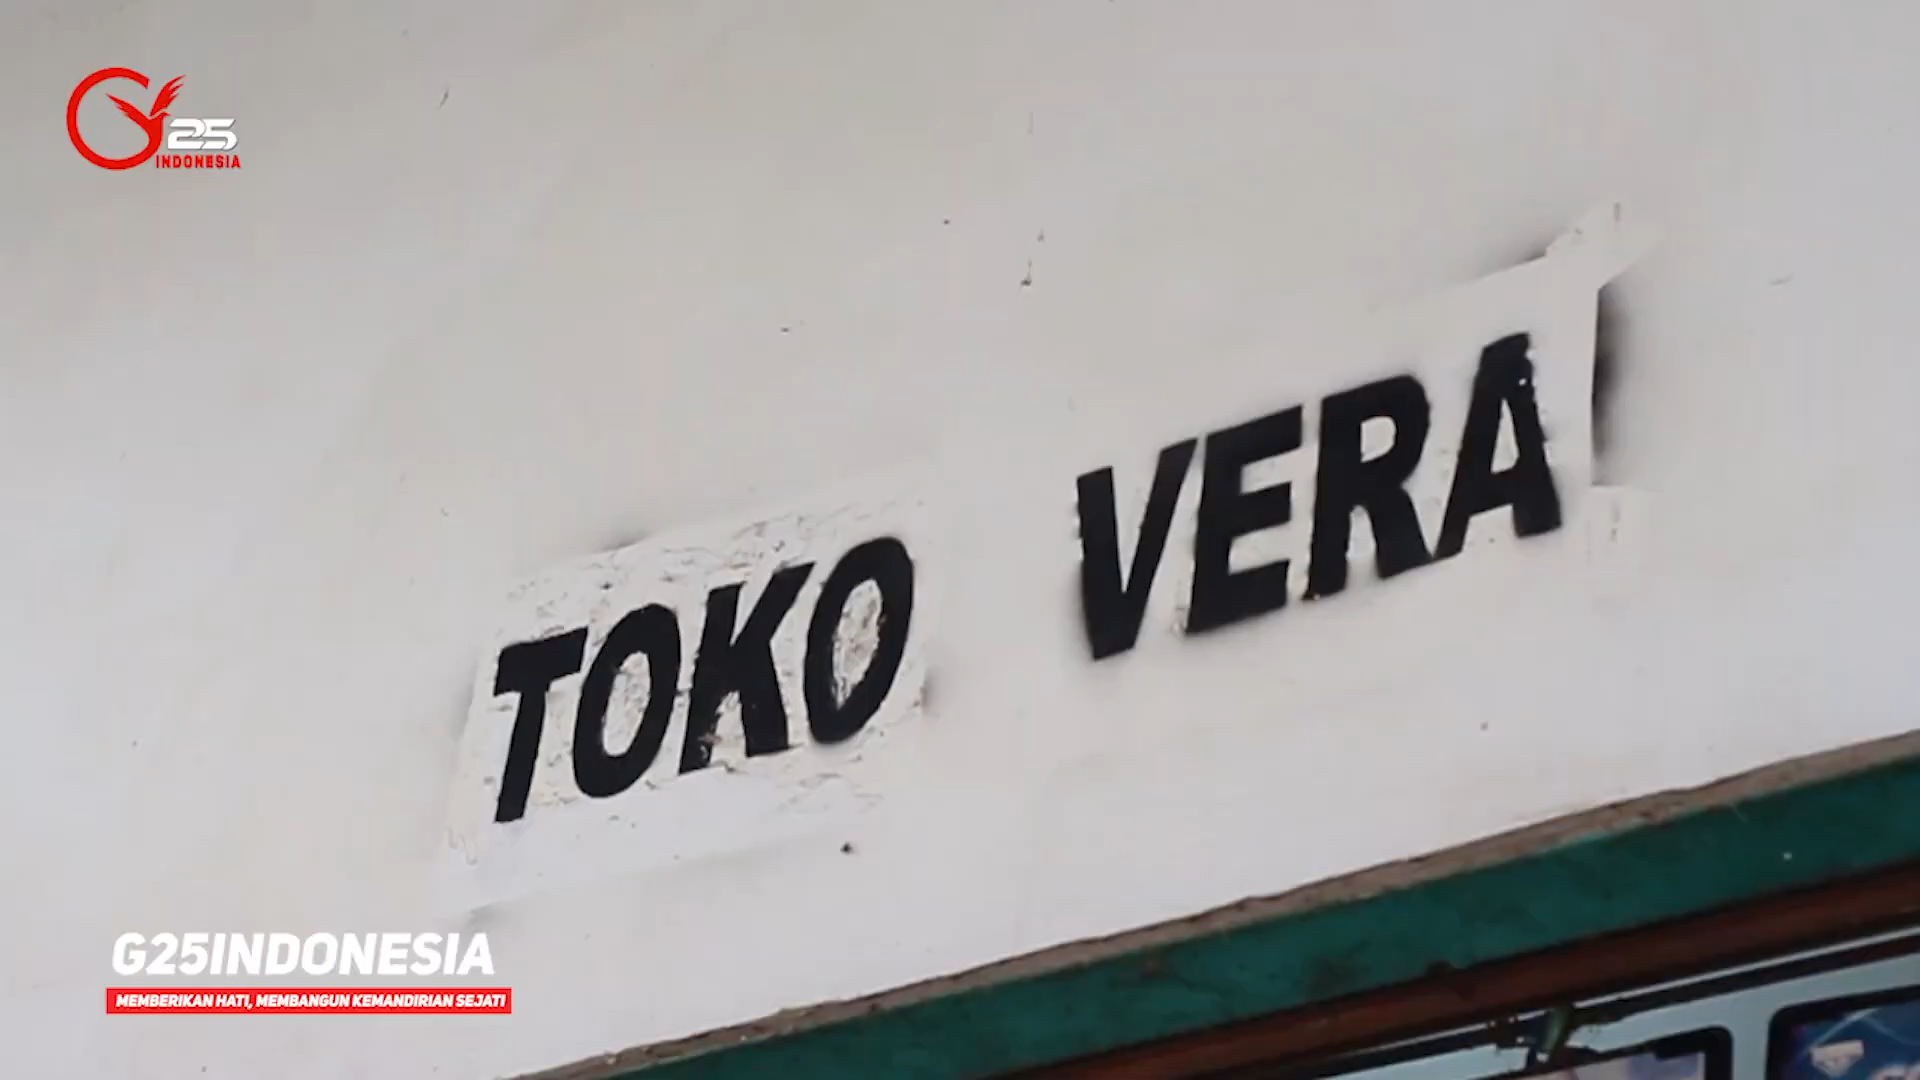 25
INDONESIA
TOKO VERA
G25INDONESIA
MEMBERIKAN HATI, MEMBANGUN KEMANDIRIAN SEJATI